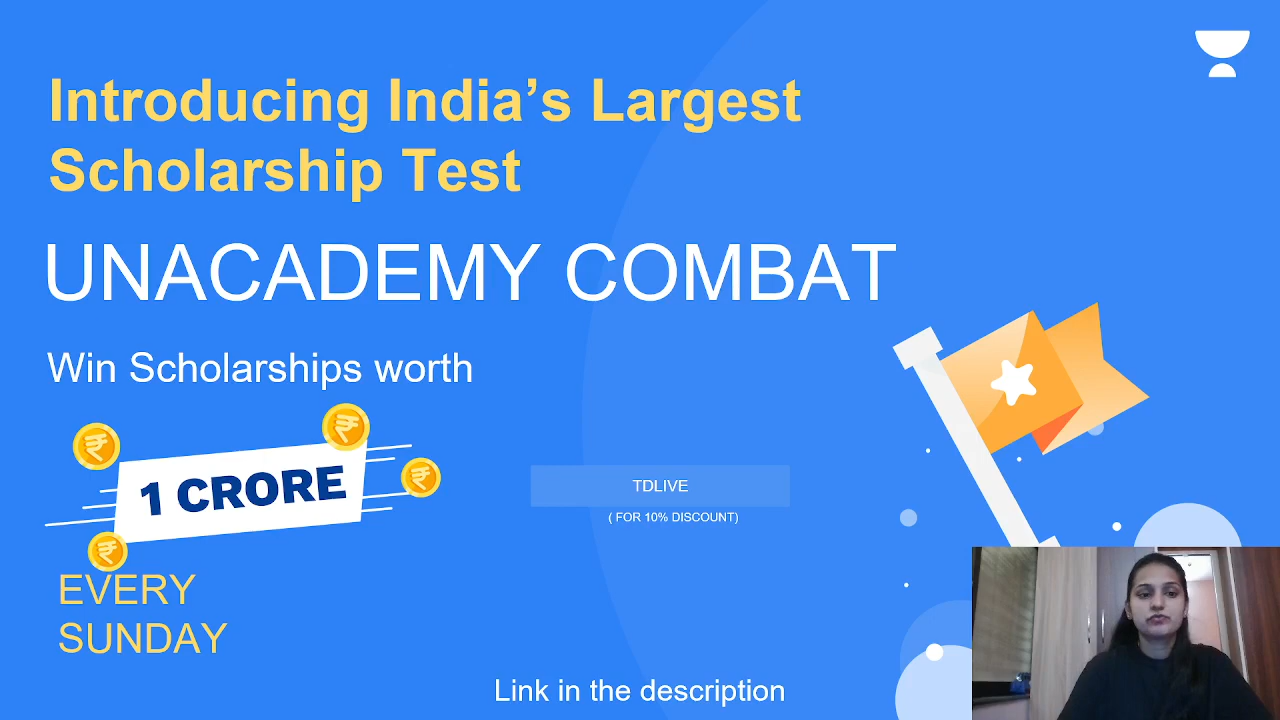 Introducing India’s Largest
Scholarship Test
UNACADEMY COMBAT
Win Scholarships worth
1 CRORE
TDLIVE
( FOR 10% DISCOUNT)
EVERY
SUNDAY
Link in the description